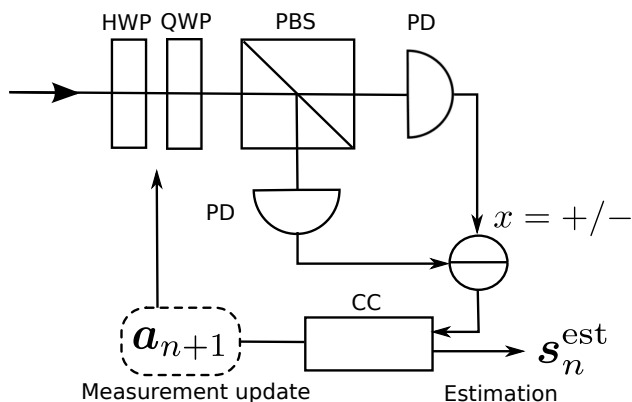 HWP QWP PBS PD
PD
x = +/−
CC
a_{n+1}
s_n^{est}
Measurement update
Estimation